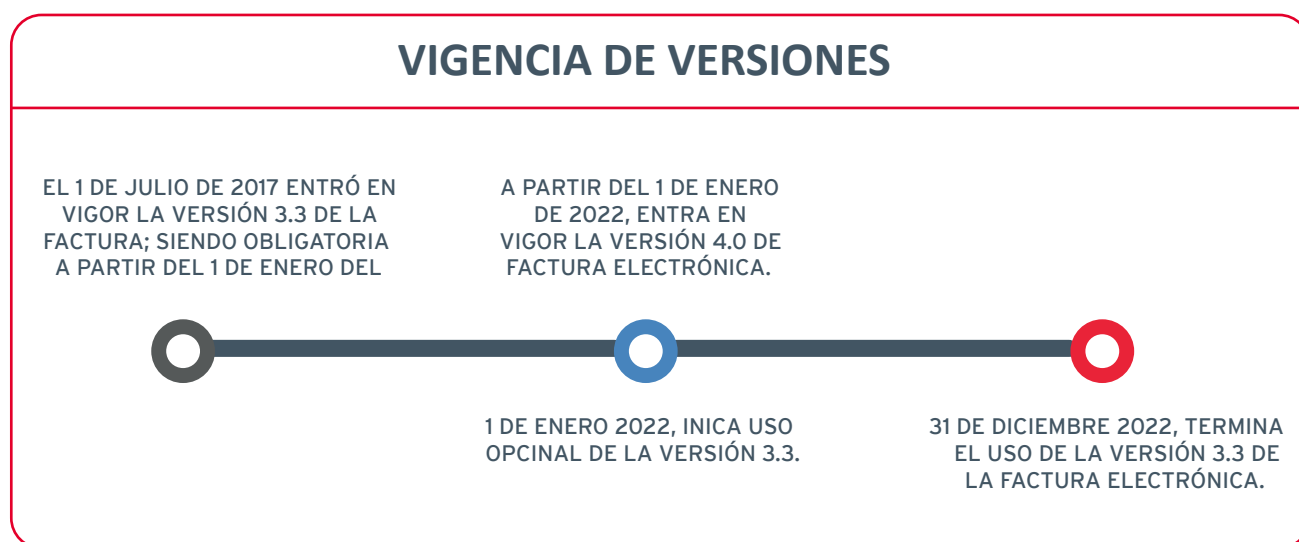 VIGENCIA DE VERSIONES
EL 1 DE JULIO DE 2017 ENTRÓ EN
VIGOR LA VERSIÓN 3.3 DE LA
FACTURA; SIENDO OBLIGATORIA
A PARTIR DEL 1 DE ENERO DEL
A PARTIR DEL 1 DE ENERO
DE 2022, ENTRA EN
VIGOR LA VERSIÓN 4.0 DE
FACTURA ELECTRÓNICA.
1 DE ENERO 2022, INICA USO
OPCINAL DE LA VERSIÓN 3.3.
31 DE DICIEMBRE 2022, TERMINA
EL USO DE LA VERSIÓN 3.3 DE
LA FACTURA ELECTRÓNICA.